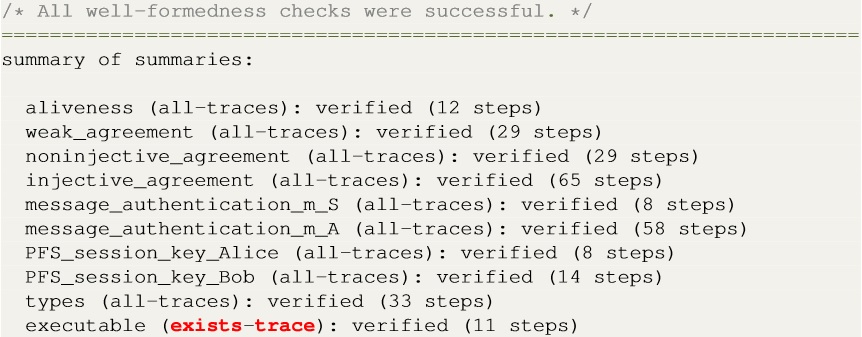 /* All well-formedness checks were successful. */
==============================================================================
summary of summaries:
aliveness (all-traces): verified (12 steps)
weak_agreement (all-traces): verified (29 steps)
noninjective_agreement (all-traces): verified (29 steps)
injective_agreement (all-traces): verified (65 steps)
message_authentication_m_S (all-traces): verified (8 steps)
message_authentication_m_A (all-traces): verified (58 steps)
PFS_session_key_Alice (all-traces): verified (8 steps)
PFS_session_key_Bob (all-traces): verified (14 steps)
types (all-traces): verified (33 steps)
executable (exists-trace): verified (11 steps)